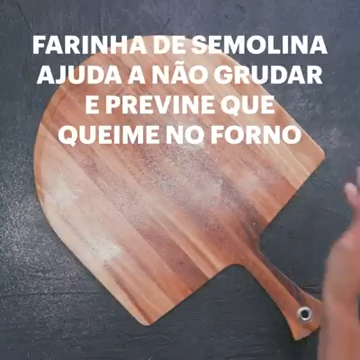 FARINHA DE SEMOLINA
AJUDA A NÃO GRUDAR
E PREVINE QUE
QUEIME NO FORNO